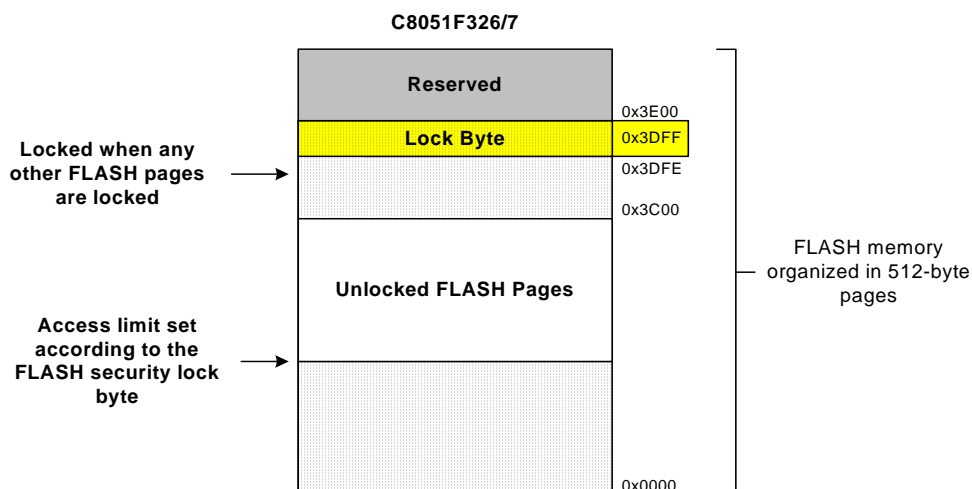 C8051F326/7
Reserved
0x3E00
Lock Byte
0x3DFF
Locked when any
other FLASH pages
are locked
0x3DFE
0x3C00
Unlocked FLASH Pages
FLASH memory
organized in 512-byte
pages
Access limit set
according to the
FLASH security lock
byte
0x0000